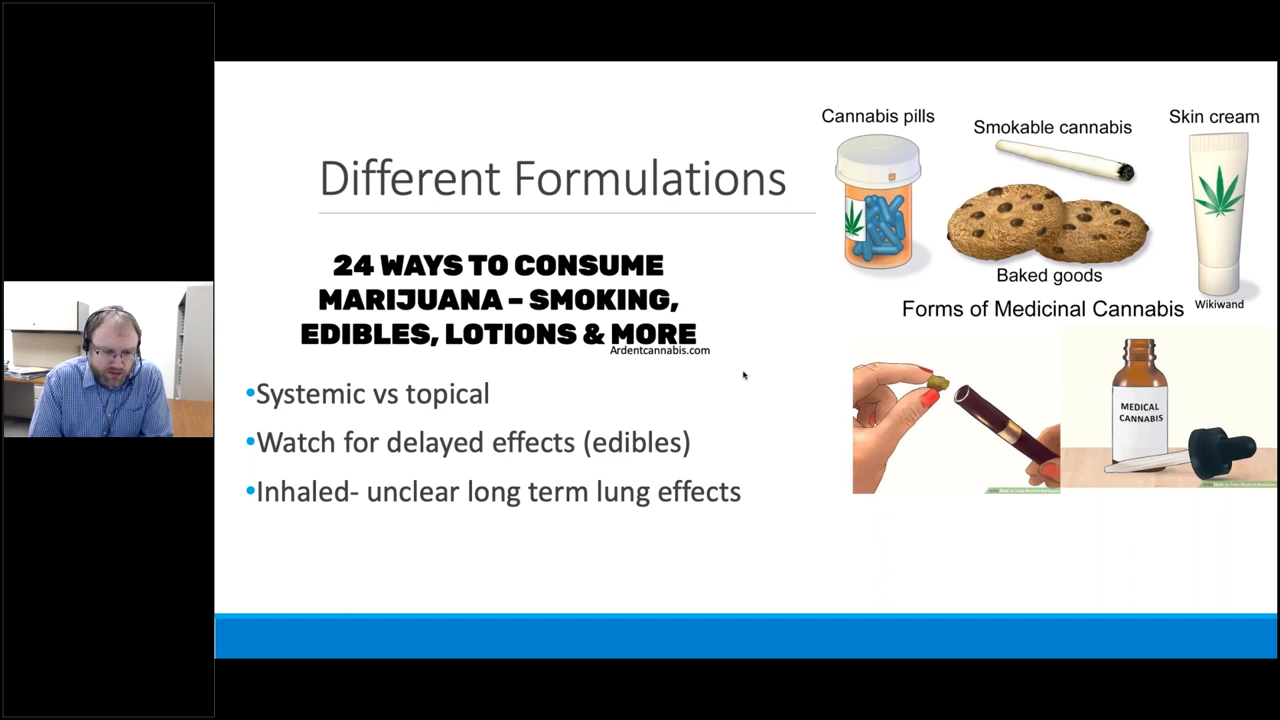 Different Formulations
24 WAYS TO CONSUME
MARIJUANA – SMOKING,
EDIBLES, LOTIONS & MORE
Ardentcannabis.com
•Systemic vs topical
•Watch for delayed effects (edibles)
•Inhaled- unclear long term lung effects
Cannabis pills
Smokable cannabis
Skin cream
Baked goods
Wikiwand
Forms of Medicinal Cannabis
MEDICAL
CANNABIS